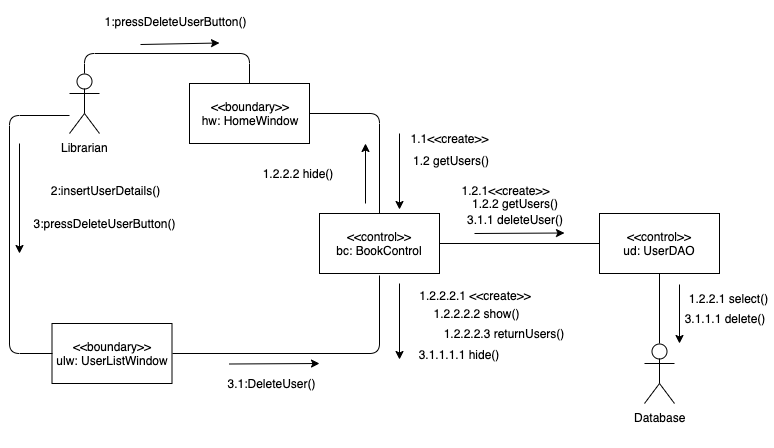 1:pressDeleteUserButton()
<<boundary>>
hw: HomeWindow
Librarian
1.1<<create>>
1.2 getUsers()
1.2.2.2 hide()
2:insertUserDetails()
3:pressDeleteUserButton()
1.2.1<<create>>
1.2.2 getUsers()
3.1.1 deleteUser()
<<control>>
bc: BookControl
<<control>>
ud: UserDAO
1.2.2.2.1 <<create>>
1.2.2.2.2 show()
1.2.2.2.3 returnUsers()
3.1.1.1.1 hide()
1.2.2.1 select()
3.1.1.1 delete()
<<boundary>>
ulw: UserListWindow
3.1:DeleteUser()
Database